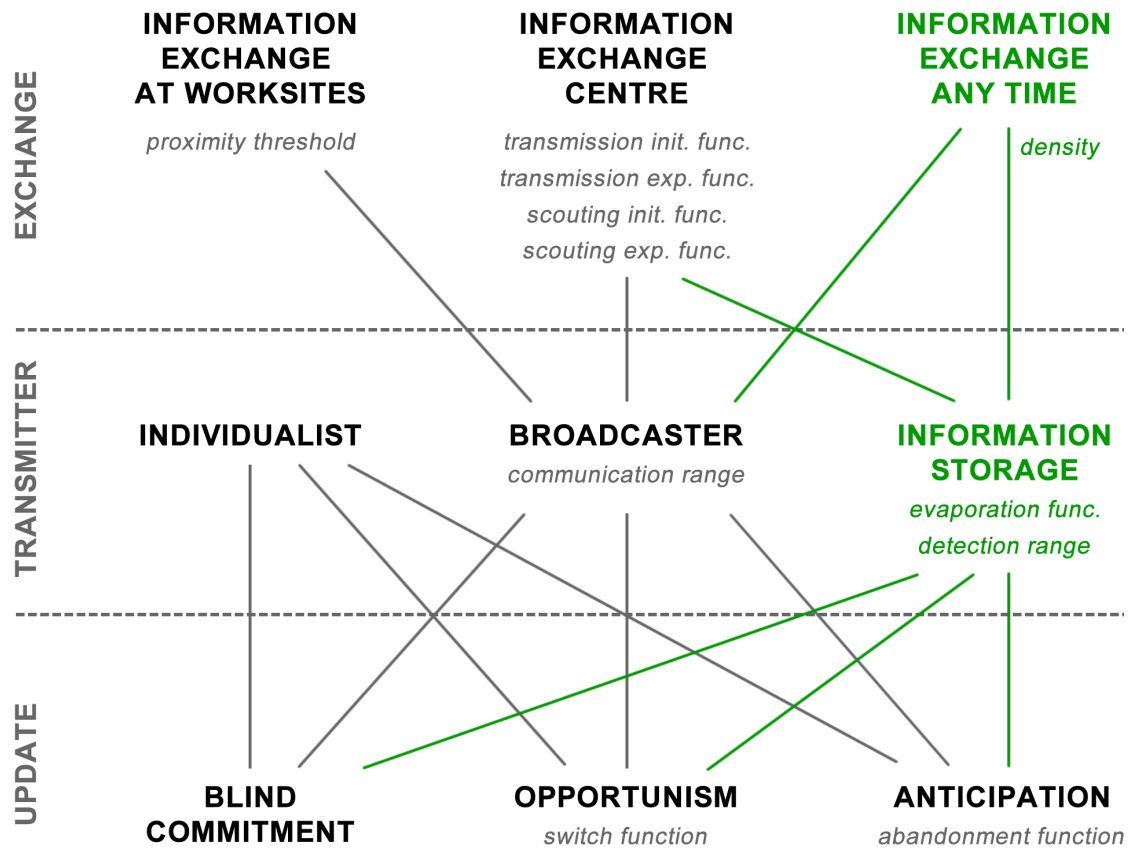 EXCHANGE
INFORMATION
EXCHANGE
AT WORKSITES
proximity threshold
INFORMATION
EXCHANGE
CENTRE
transmission init. func.
transmission exp. func.
scouting init. func.
scouting exp. func.
INFORMATION
EXCHANGE
ANY TIME
density
TRANSMITTER
INDIVIDUALIST
BROADCASTER
communication range
INFORMATION
STORAGE
evaporation func.
detection range
UPDATE
BLIND
COMMITMENT
OPPORTUNISM
switch function
ANTICIPATION
abandonment function